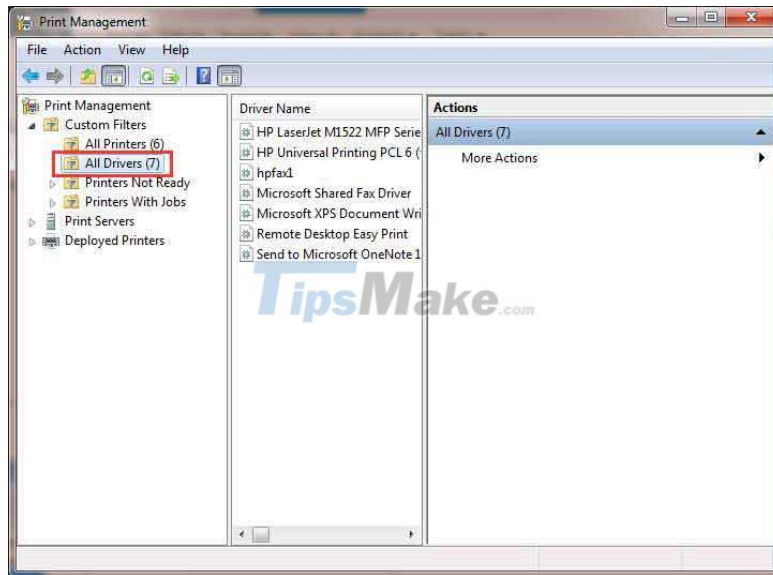 Print Management
File Action View Help
Print Management
Custom Filters
All Printers (6)
All Drivers (7)
Printers Not Ready
Printers With Jobs
Print Servers
Deployed Printers
Driver Name
HP LaserJet M1522 MFP Serie
HP Universal Printing PCL 6 (
hpfax1
Microsoft Shared Fax Driver
Microsoft XPS Document Wri
Remote Desktop Easy Print
Send to Microsoft OneNote 1
Actions
All Drivers (7)
More Actions
TipsMake.com